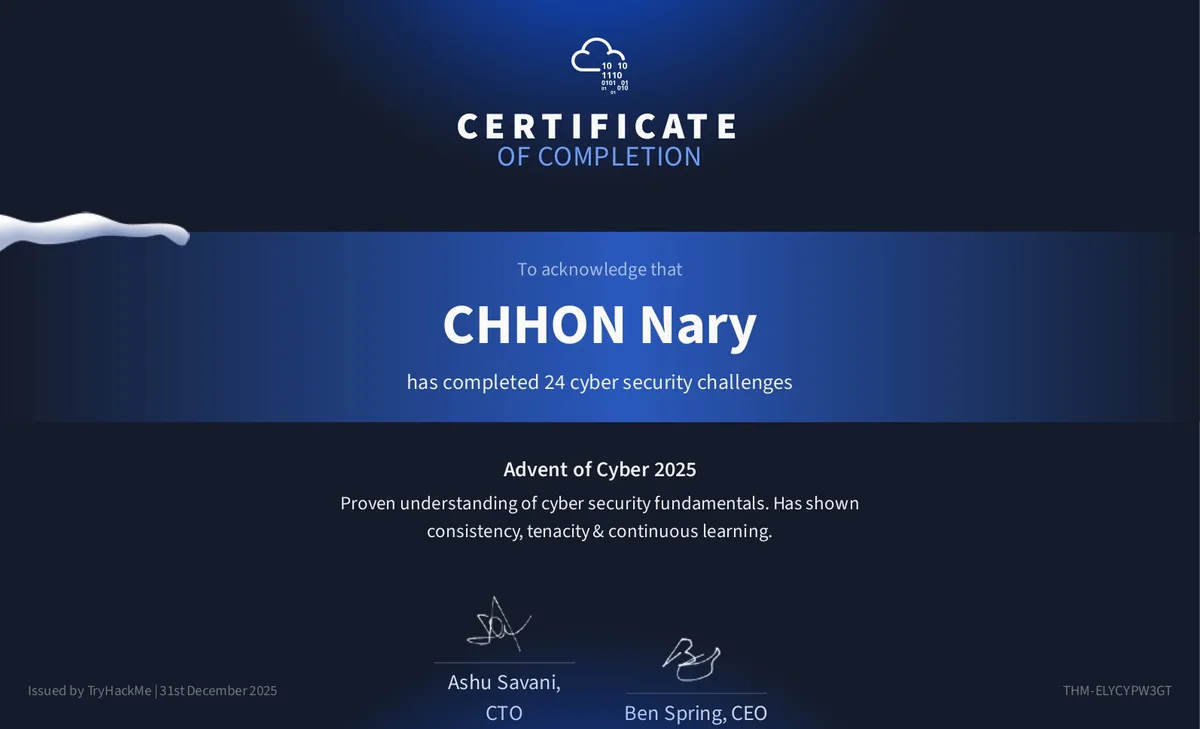 10 10
1110
0101 01
01 010
01
CERTIFICATE
OF COMPLETION
To acknowledge that
CHHON Nary
has completed 24 cyber security challenges
Advent of Cyber 2025
Proven understanding of cyber security fundamentals. Has shown
consistency, tenacity & continuous learning.
Ashu Savani,
CTO
Ben Spring, CEO
Issued by TryHackMe | 31st December 2025
THM-ELYCYPW3GT